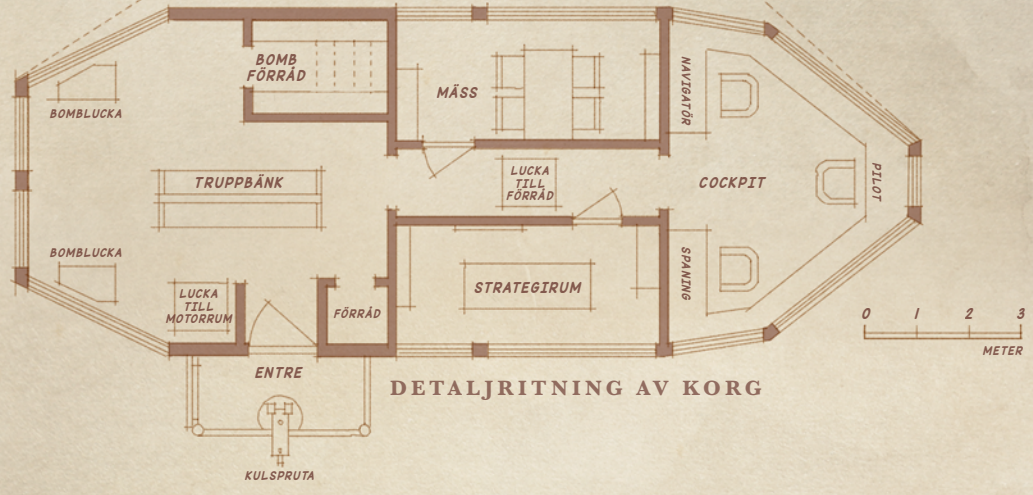 BOMB
FÖRRÅD
MÄSS
NAVIGATÖR
BOMBLUCKA
TRUPPBÄNK
LUCKA
TILL
FÖRRÅD
COCKPIT
PILOT
BOMBLUCKA
SPANING
LUCKA
TILL
MOTORRUM
FÖRRÅD
STRATEGIRUM
0 1 2 3
METER
ENTRE
DETALJRITNING AV KORG
KULSPRUTA